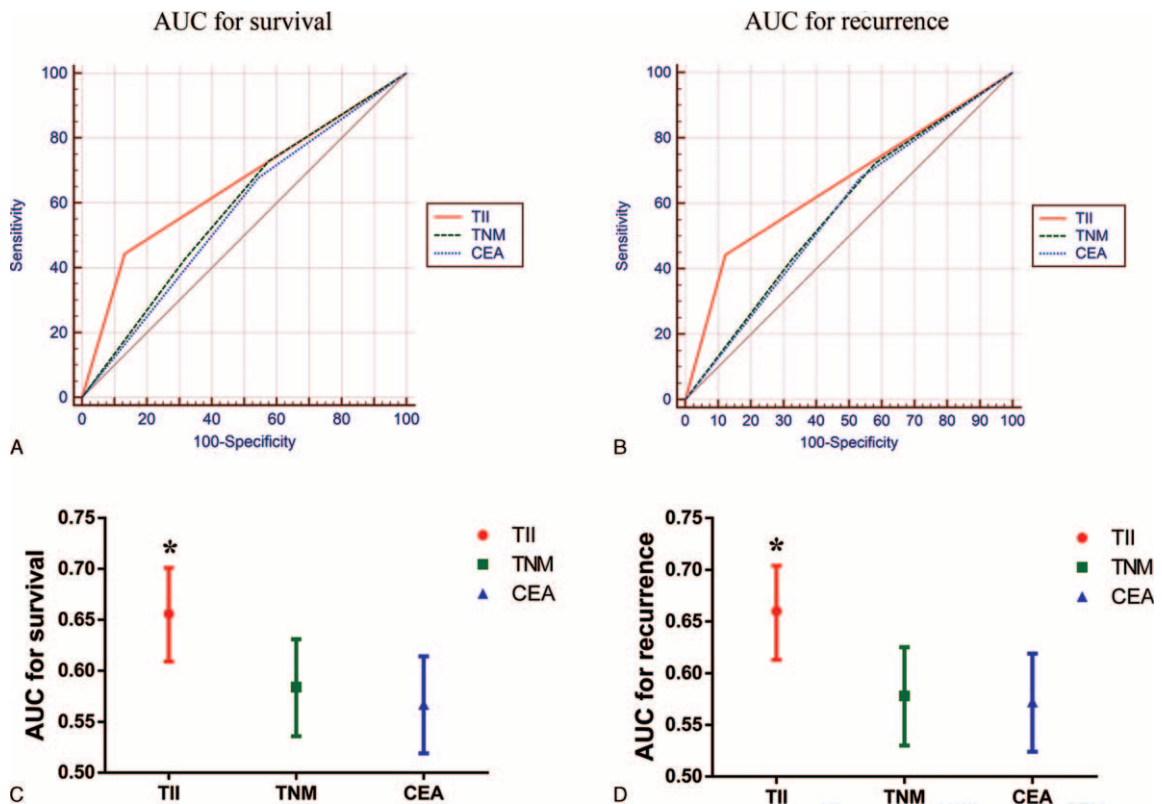 AUC for survival
100
80
60
40
20
0
Sensitivity
0 20 40 60 80 100
100-Specificity
TII
TNM
CEA
A
AUC for recurrence
100
80
60
40
20
0
Sensitivity
0 10 20 30 40 50 60 70 80 90 100
100-Specificity
TII
TNM
CEA
B
0.75
0.70
0.65
0.60
0.55
0.50
AUC for survival
*
TII
TNM
CEA
TII TNM CEA
C
0.75
0.70
0.65
0.60
0.55
0.50
AUC for recurrence
*
TII
TNM
CEA
TII TNM CEA
D